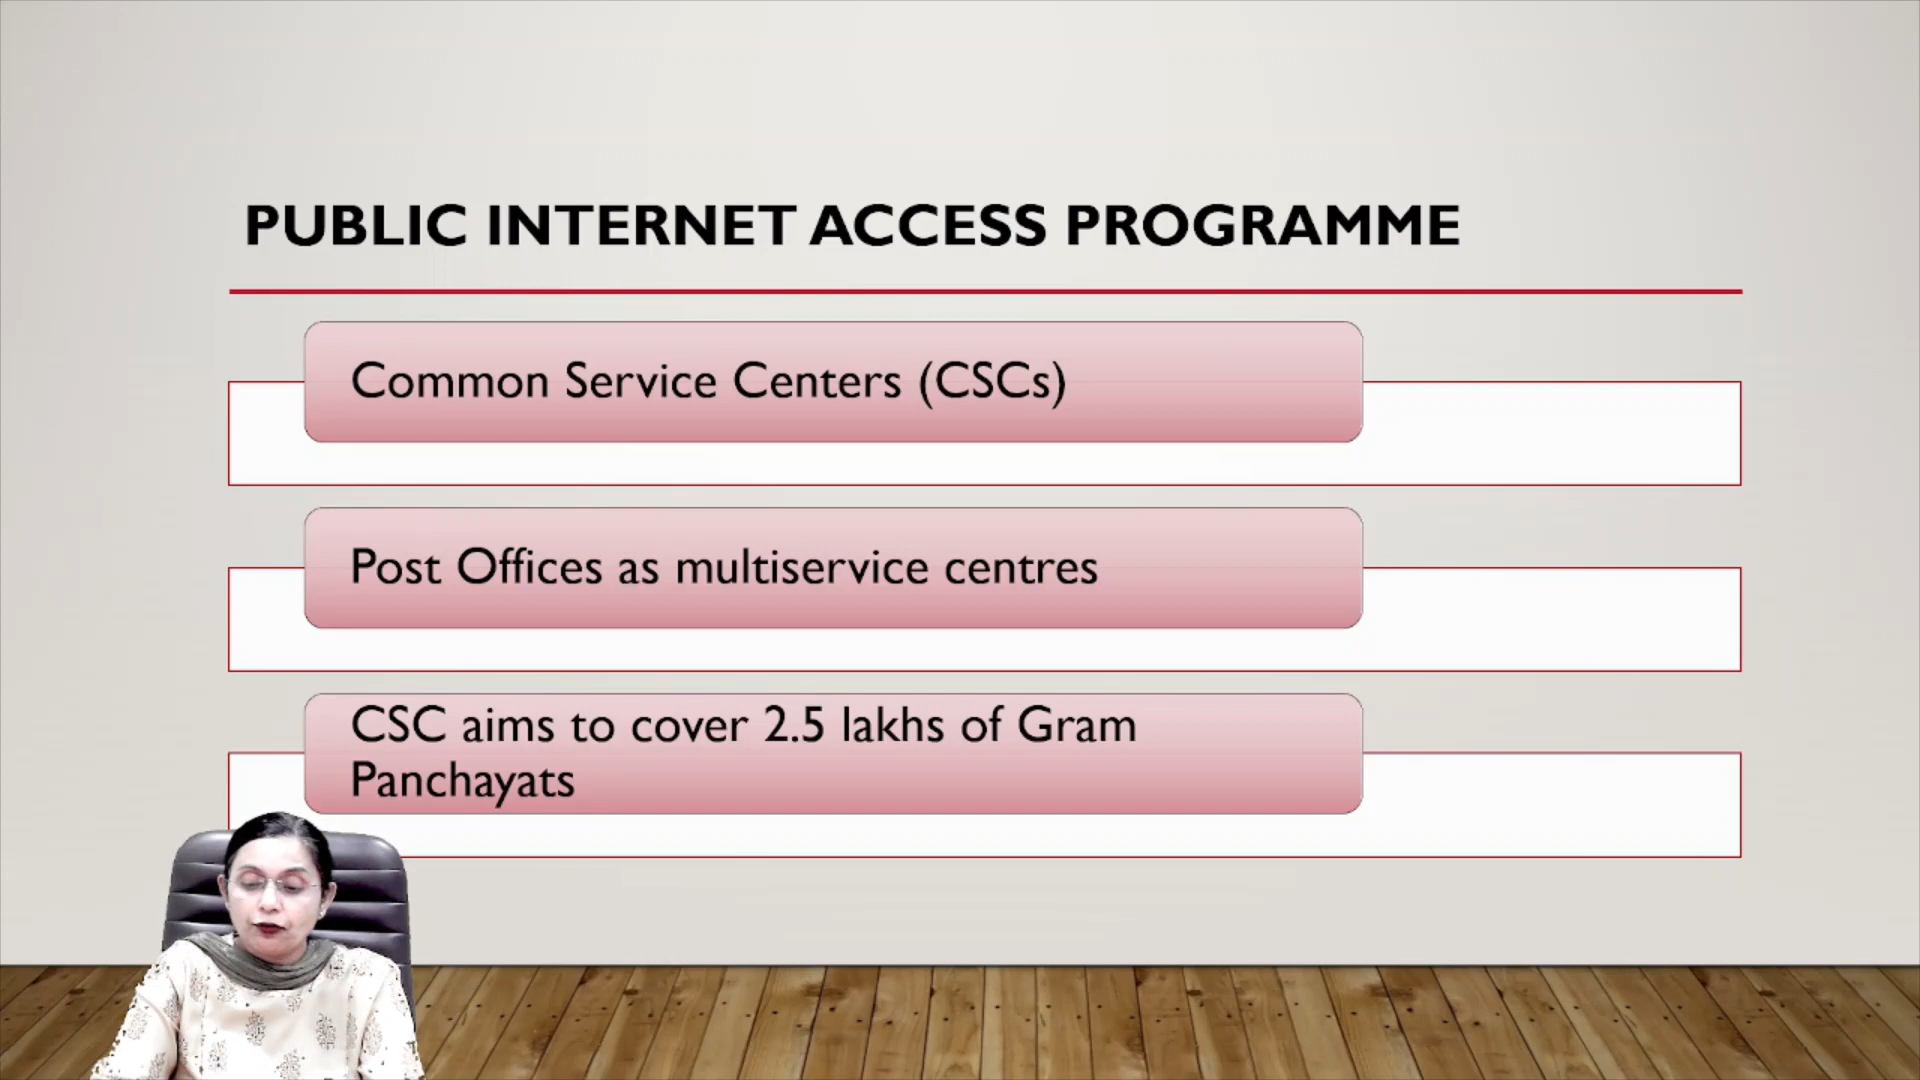 PUBLIC INTERNET ACCESS PROGRAMME
Common Service Centers (CSCs)
Post Offices as multiservice centres
CSC aims to cover 2.5 lakhs of Gram
Panchayats